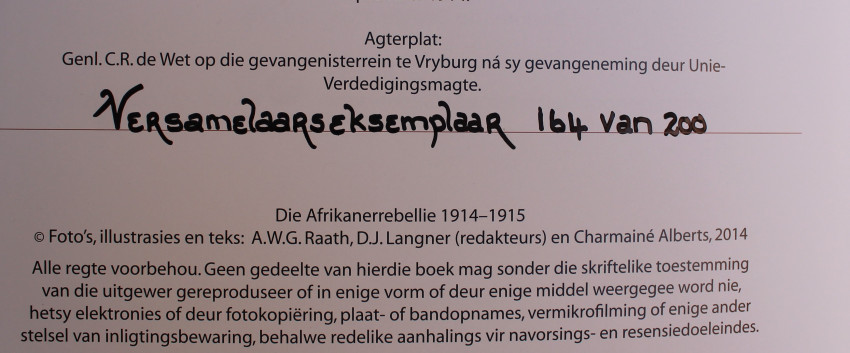 Agterplat:
Genl. C.R. de Wet op die gevangenisterrein te Vryburg ná sy gevangeneming deur Unie-
Verdedigingsmagte.
Versamelaarseksemplaar 164 van 200
Die Afrikanerrebellie 1914–1915
© Foto's, illustrasies en teks: A.W.G. Raath, D.J. Langner (redakteurs) en Charmainé Alberts, 2014
Alle regte voorbehou. Geen gedeelte van hierdie boek mag sonder die skriftelike toestemming
van die uitgewer gereproduseer of in enige vorm of deur enige middel weergegee word nie,
hetsy elektronies of deur fotokopiëring, plaat- of bandopnames, vermikrofilming of enige ander
stelsel van inligtingsbewaring, behalwe redelike aanhalings vir navorsings- en resensiedoeleindes.